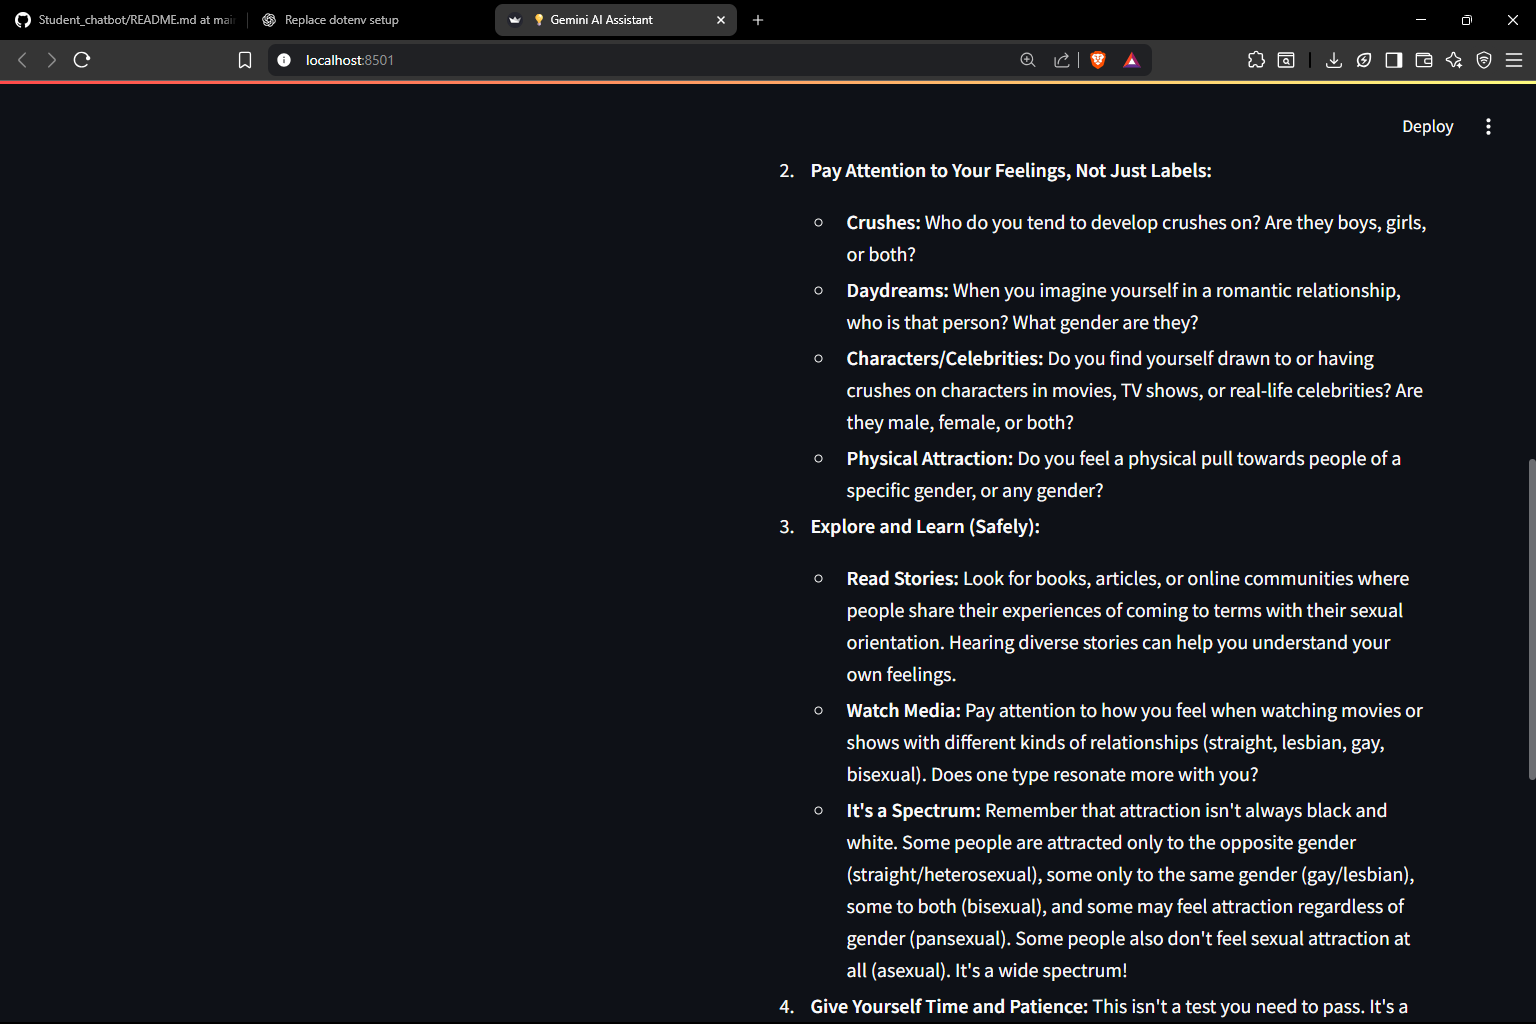 Student_chatbot/README.md at mai
Replace dotenv setup
Gemini AI Assistant
localhost:8501
Deploy
2. Pay Attention to Your Feelings, Not Just Labels:
Crushes: Who do you tend to develop crushes on? Are they boys, girls,
or both?
Daydreams: When you imagine yourself in a romantic relationship,
who is that person? What gender are they?
Characters/Celebrities: Do you find yourself drawn to or having
crushes on characters in movies, TV shows, or real-life celebrities? Are
they male, female, or both?
Physical Attraction: Do you feel a physical pull towards people of a
specific gender, or any gender?
3. Explore and Learn (Safely):
Read Stories: Look for books, articles, or online communities where
people share their experiences of coming to terms with their sexual
orientation. Hearing diverse stories can help you understand your
own feelings.
Watch Media: Pay attention to how you feel when watching movies or
shows with different kinds of relationships (straight, lesbian, gay,
bisexual). Does one type resonate more with you?
It's a Spectrum: Remember that attraction isn't always black and
white. Some people are attracted only to the opposite gender
(straight/heterosexual), some only to the same gender (gay/lesbian),
some to both (bisexual), and some may feel attraction regardless of
gender (pansexual). Some people also don't feel sexual attraction at
all (asexual). It's a wide spectrum!
4. Give Yourself Time and Patience: This isn't a test you need to pass. It's a